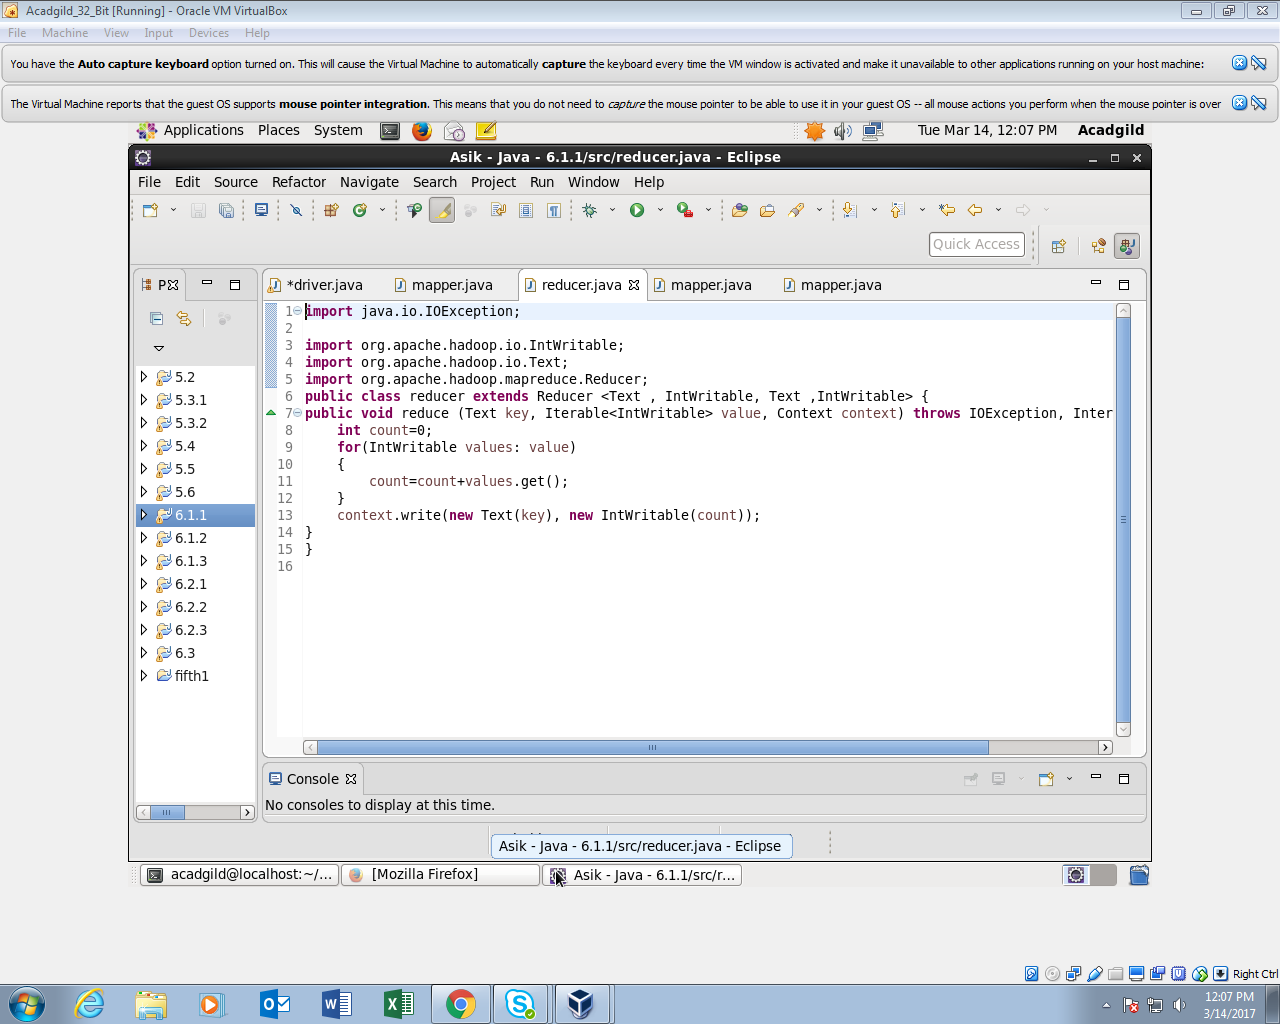 Acadgild_32_Bit [Running] - Oracle VM VirtualBox
File Machine View Input Devices Help
You have the Auto capture keyboard option turned on. This will cause the Virtual Machine to automatically capture the keyboard every time the VM window is activated and make it unavailable to other applications running on your host machine:
The Virtual Machine reports that the guest OS supports mouse pointer integration. This means that you do not need to capture the mouse pointer to be able to use it in your guest OS -- all mouse actions you perform when the mouse pointer is over
Applications Places System Tue Mar 14, 12:07 PM Acadgild
Asik - Java - 6.1.1/src/reducer.java - Eclipse
File Edit Source Refactor Navigate Search Project Run Window Help
Quick Access
P *driver.java mapper.java reducer.java mapper.java mapper.java
5.2
5.3.1
5.3.2
5.4
5.5
5.6
6.1.1
6.1.2
6.1.3
6.2.1
6.2.2
6.2.3
6.3
fifth1
1 import java.io.IOException;
2
3 import org.apache.hadoop.io.IntWritable;
4 import org.apache.hadoop.io.Text;
5 import org.apache.hadoop.mapreduce.Reducer;
6 public class reducer extends Reducer <Text , IntWritable, Text ,IntWritable> {
7 public void reduce (Text key, Iterable<IntWritable> value, Context context) throws IOException, Inter
8 int count=0;
9 for(IntWritable values: value)
10 {
11 count=count+values.get();
12 }
13 context.write(new Text(key), new IntWritable(count));
14 }
15 }
16
Console
No consoles to display at this time.
Asik - Java - 6.1.1/src/reducer.java - Eclipse
acadgild@localhost:~/... [Mozilla Firefox] Asik - Java - 6.1.1/src/r...
Right Ctrl
12:07 PM
3/14/2017